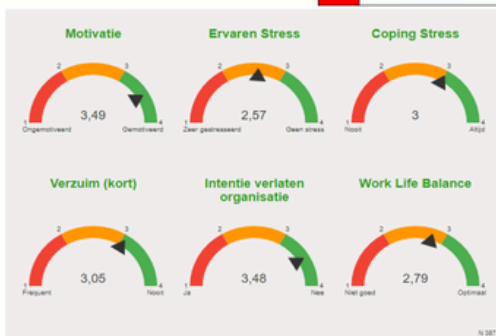 Motivatie
2 3
3,49
1 4
Ongemotiveerd Gemotiveerd
Ervaren Stress
2 3
2,57
1 4
Zeer gestresseerd Geen stress
Coping Stress
2 3
3
1 4
Nooit Altijd
Verzuim (kort)
2 3
3,05
1 4
Frequent Nooit
Intentie verlaten
organisatie
2 3
3,48
1 4
Ja Nee
Work Life Balance
2 3
2,79
1 4
Niet goed Optimaal
N 387